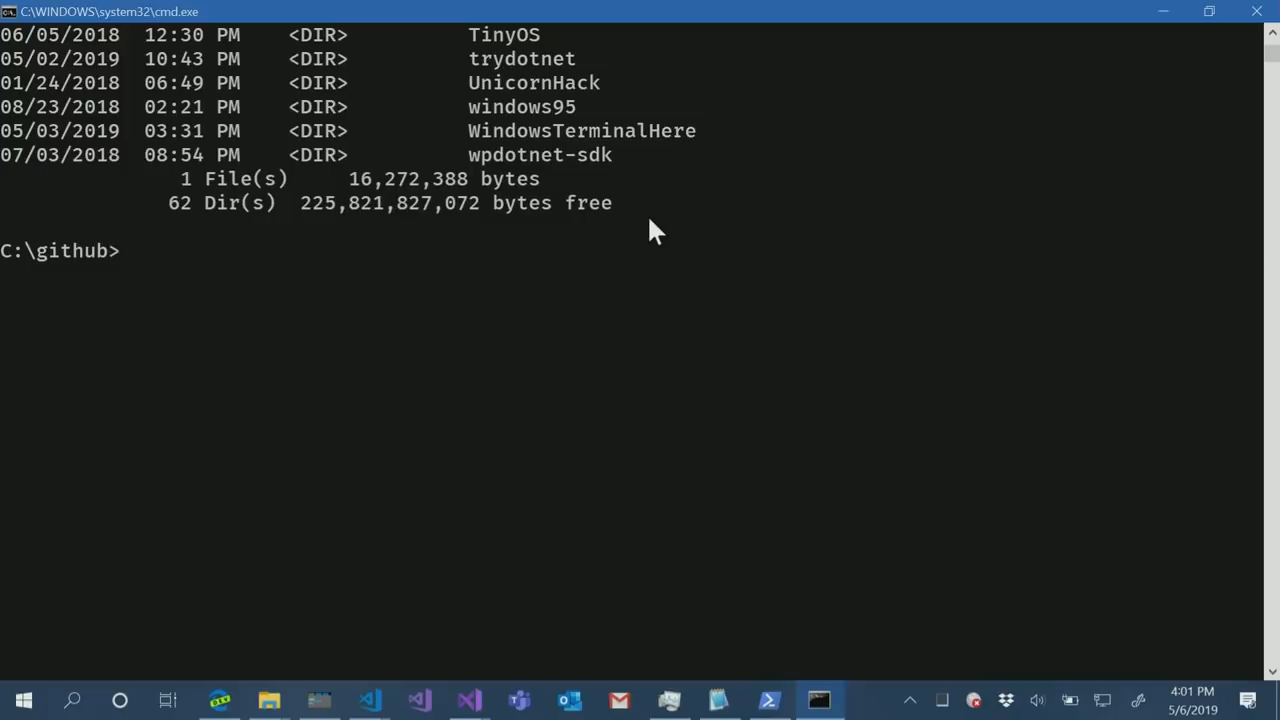 C:\WINDOWS\system32\cmd.exe
06/05/2018  12:30 PM    <DIR>          TinyOS
05/02/2019  10:43 PM    <DIR>          trydotnet
01/24/2018  06:49 PM    <DIR>          UnicornHack
08/23/2018  02:21 PM    <DIR>          windows95
05/03/2019  03:31 PM    <DIR>          WindowsTerminalHere
07/03/2018  08:54 PM    <DIR>          wpdotnet-sdk
1 File(s)     16,272,388 bytes
62 Dir(s)  225,821,827,072 bytes free
C:\github>
4:01 PM
5/6/2019